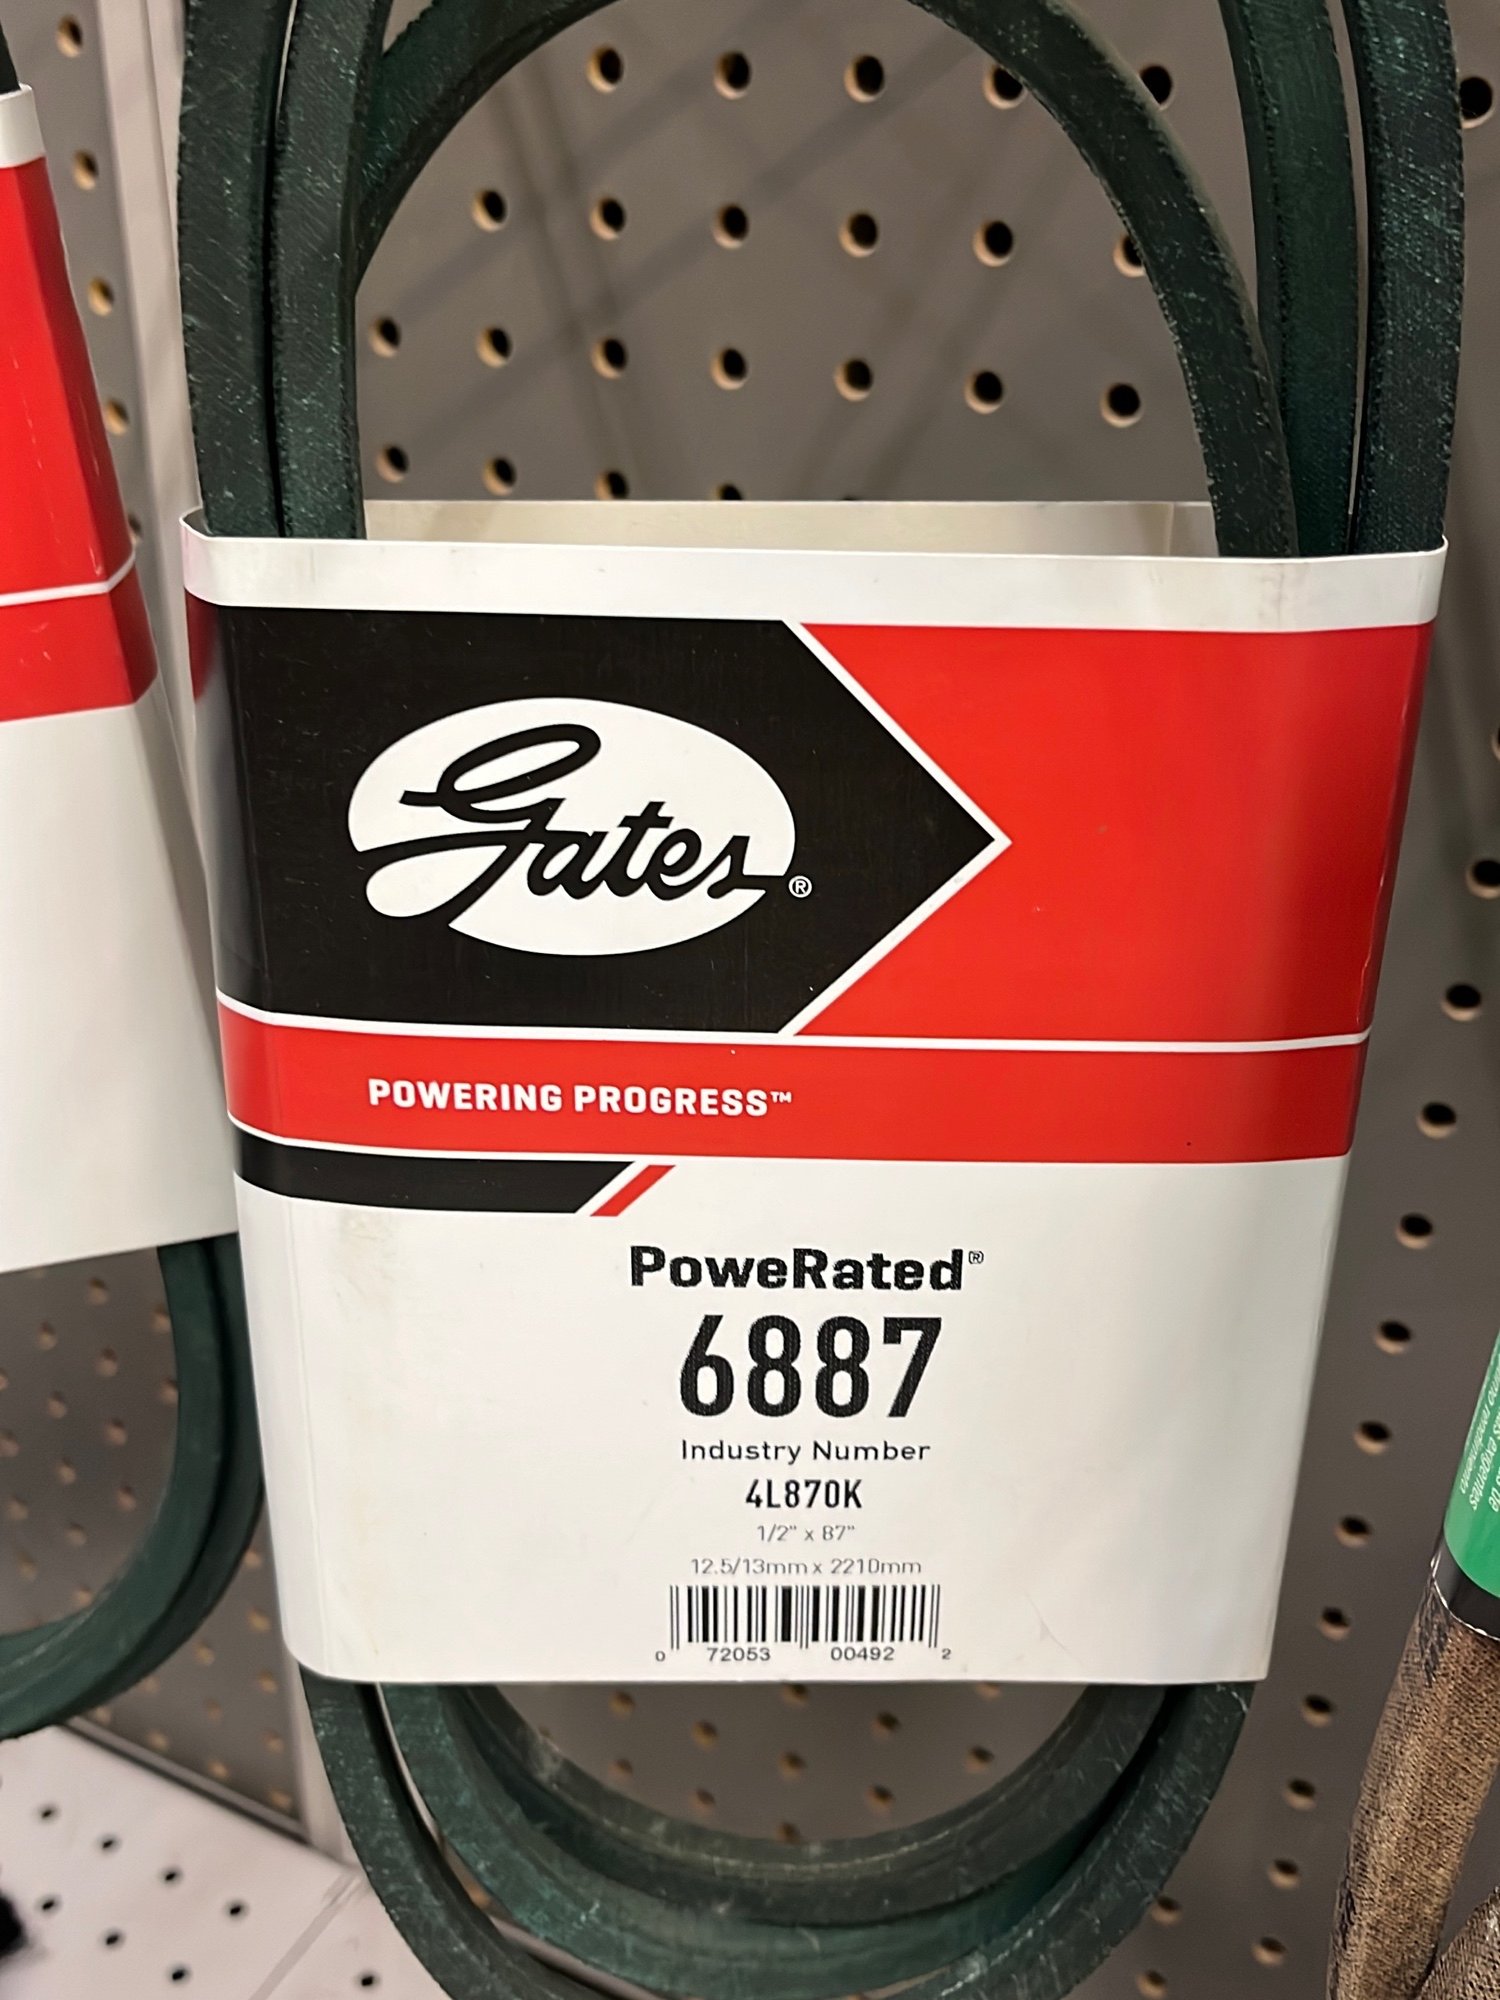 Gates®
POWERING PROGRESS™
PoweRated®
6887
Industry Number
4L870K
1/2" x 87"
12.5/13mm x 2210mm
0 72053 00492 2